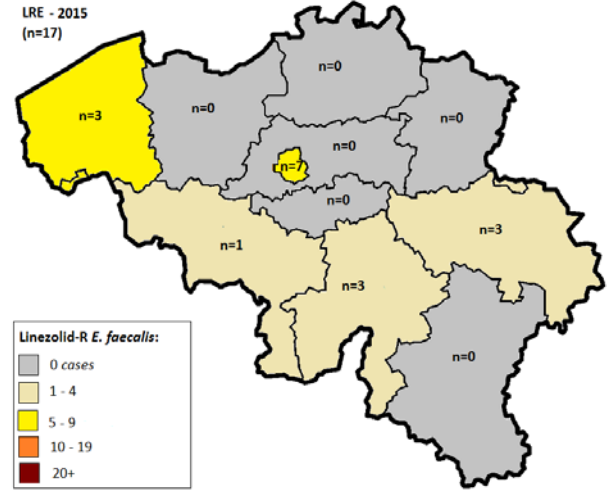 LRE - 2015
(n=17)
n=0
n=3
n=0
n=0
n=0
n=7
n=0
n=3
n=1
n=3
n=0
Linezolid-R E. faecalis:
0 cases
1 - 4
5 - 9
10 - 19
20+